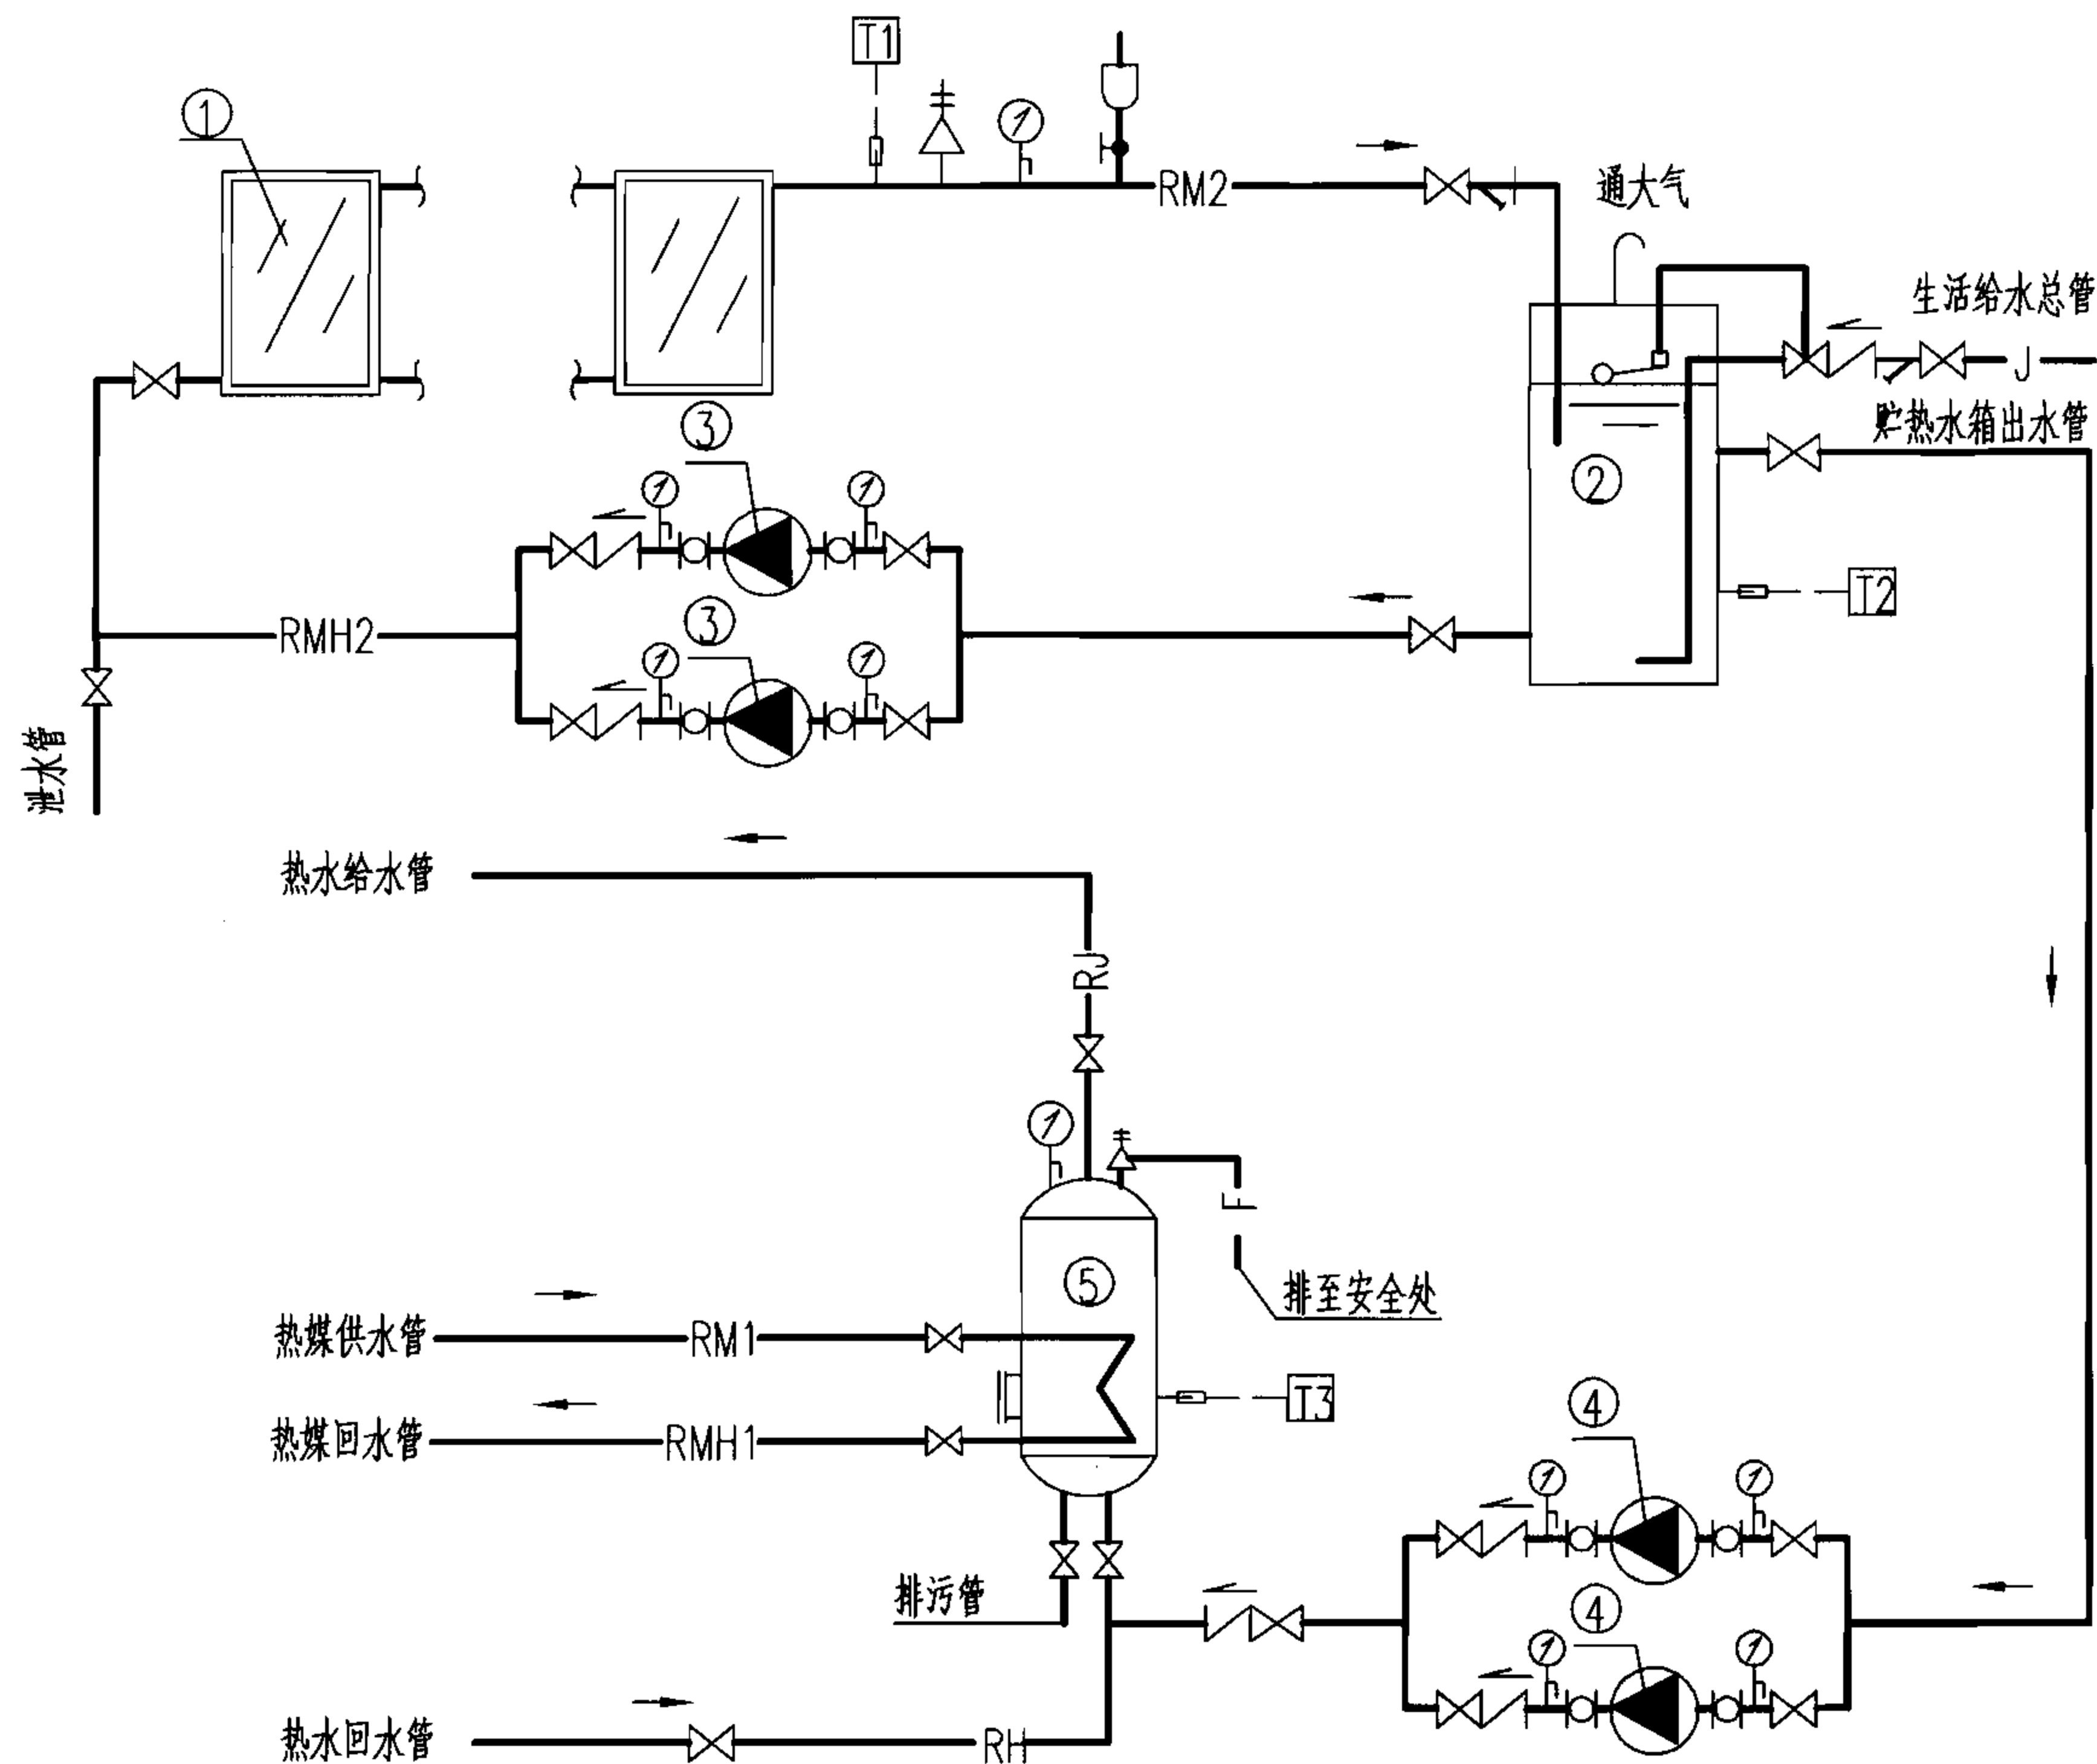 T1
①
RM2
通大气
生活给水总管
J
贮热水箱出水管
③
②
T2
③
RMH2
泄水管
热水给水管
RJ
F
⑤
排至安全处
热媒供水管
RM1
T3
④
热媒回水管
RMH1
排污管
④
热水回水管
RH